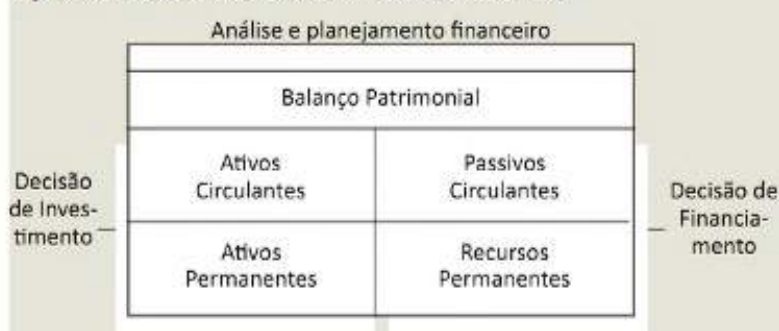 Análise e planejamento financeiro
Balanço Patrimonial
Ativos
Circulantes
Passivos
Circulantes
Decisão
de Inves-
timento
Decisão de
Financia-
mento
Ativos
Permanentes
Recursos
Permanentes